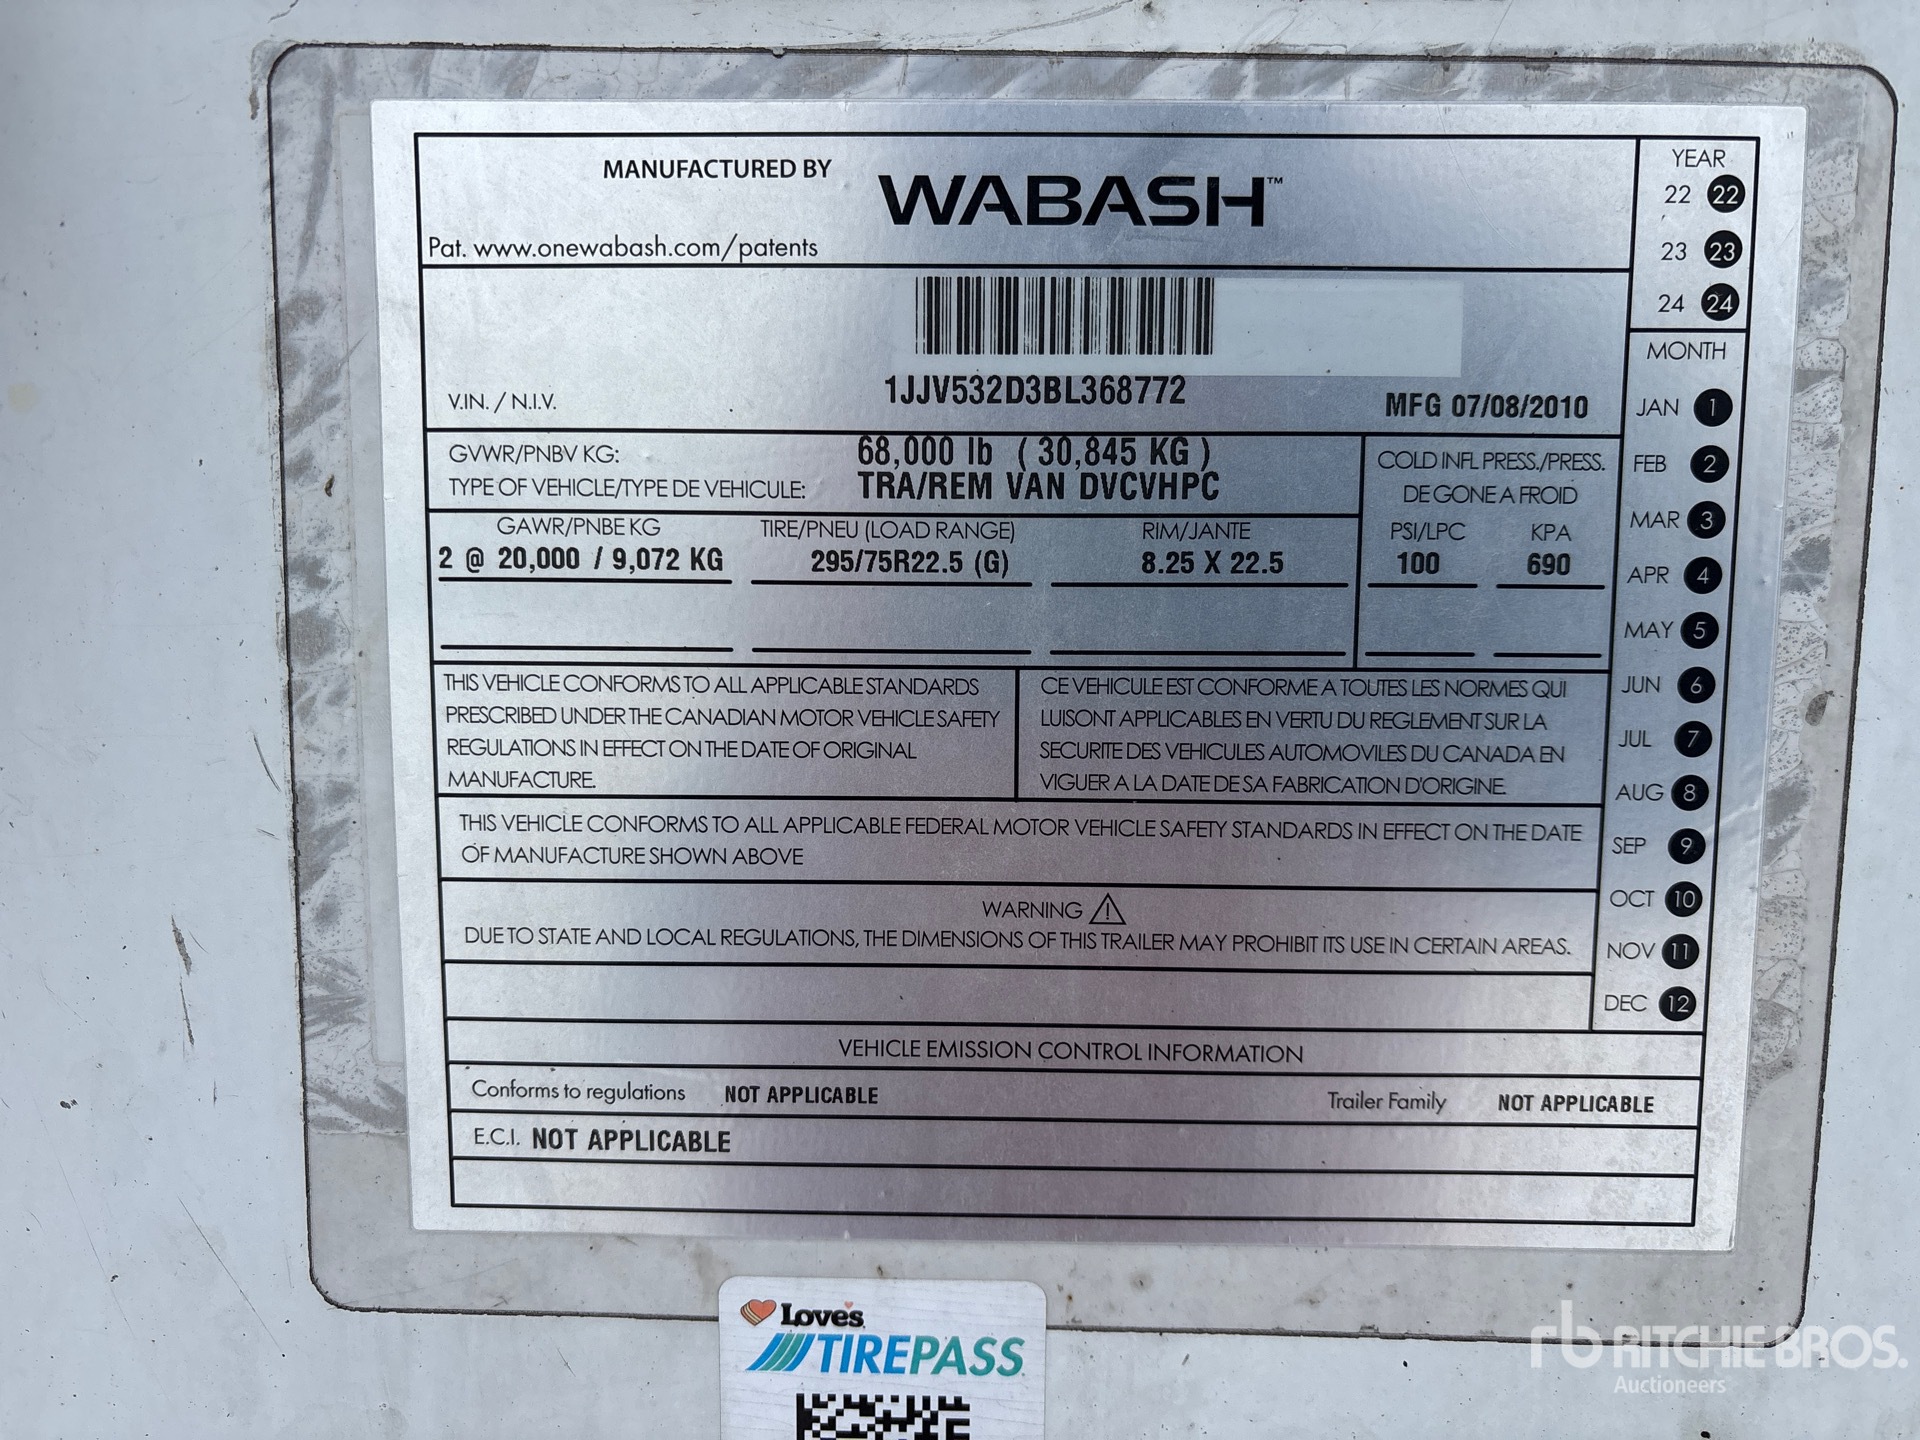 MANUFACTURED BY WABASH™
Pat. www.onewabash.com/patents
YEAR
22 22
23 23
24 24
V.IN. / N.I.V.
1JJV532D3BL368772
MFG 07/08/2010
GVWR/PNBV KG: 68,000 lb ( 30,845 KG )
TYPE OF VEHICLE/TYPE DE VEHICULE: TRA/REM VAN DVCVHPC
COLD INFL PRESS./PRESS.
DE GONE A FROID
GAWR/PNBE KG TIRE/PNEU (LOAD RANGE) RIM/JANTE PSI/LPC KPA
2 @ 20,000 / 9,072 KG 295/75R22.5 (G) 8.25 X 22.5 100 690
THIS VEHICLE CONFORMS TO ALL APPLICABLE STANDARDS
PRESCRIBED UNDER THE CANADIAN MOTOR VEHICLE SAFETY
REGULATIONS IN EFFECT ON THE DATE OF ORIGINAL
MANUFACTURE.
CE VEHICULE EST CONFORME A TOUTES LES NORMES QUI
LUISONT APPLICABLES EN VERTU DU REGLEMENT SUR LA
SECURITE DES VEHICULES AUTOMOVILES DU CANADA EN
VIGUER A LA DATE DE SA FABRICATION D'ORIGINE.
THIS VEHICLE CONFORMS TO ALL APPLICABLE FEDERAL MOTOR VEHICLE SAFETY STANDARDS IN EFFECT ON THE DATE
OF MANUFACTURE SHOWN ABOVE
WARNING
DUE TO STATE AND LOCAL REGULATIONS, THE DIMENSIONS OF THIS TRAILER MAY PROHIBIT ITS USE IN CERTAIN AREAS.
MONTH
JAN 1
FEB 2
MAR 3
APR 4
MAY 5
JUN 6
JUL 7
AUG 8
SEP 9
OCT 10
NOV 11
DEC 12
VEHICLE EMISSION CONTROL INFORMATION
Conforms to regulations NOT APPLICABLE Trailer Family NOT APPLICABLE
E.C.I. NOT APPLICABLE
Love's
TIREPASS
rb RITCHIE BROS.
Auctioneers